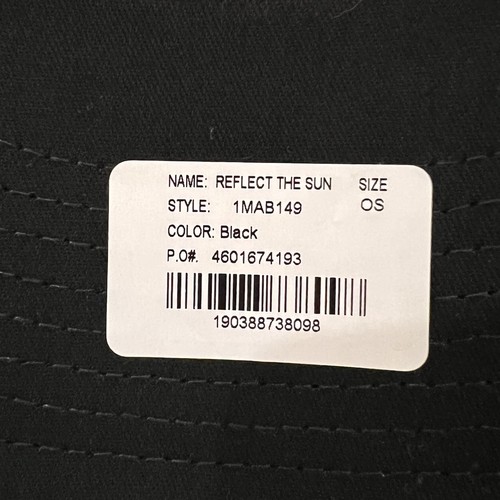 NAME: REFLECT THE SUN SIZE
STYLE: 1MAB149 OS
COLOR: Black
P.O#. 4601674193
190388738098